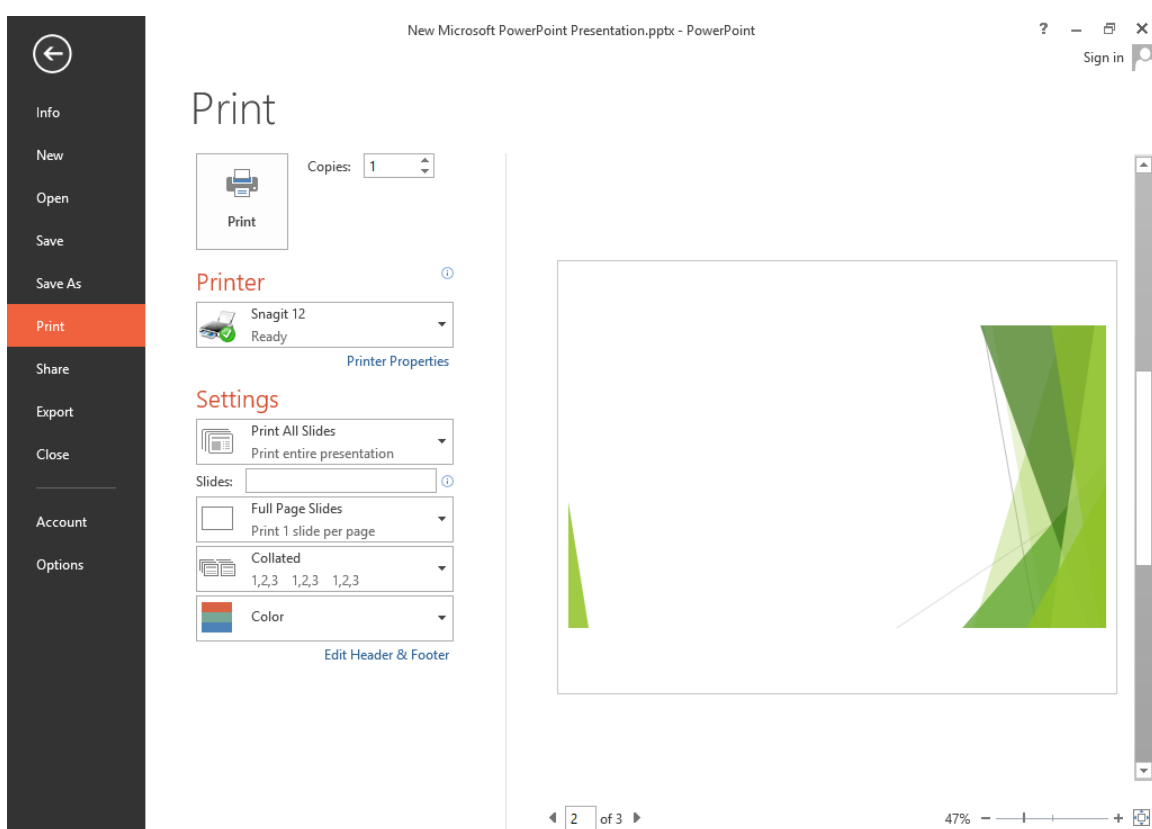 New Microsoft PowerPoint Presentation.pptx - PowerPoint
?
Sign in
Info
New
Open
Save
Save As
Print
Share
Export
Close
Account
Options
Print
Print
Copies: 1
Printer
Snagit 12
Ready
Printer Properties
Settings
Print All Slides
Print entire presentation
Slides:
Full Page Slides
Print 1 slide per page
Collated
1,2,3 1,2,3 1,2,3
Color
Edit Header & Footer
2 of 3
47% − +